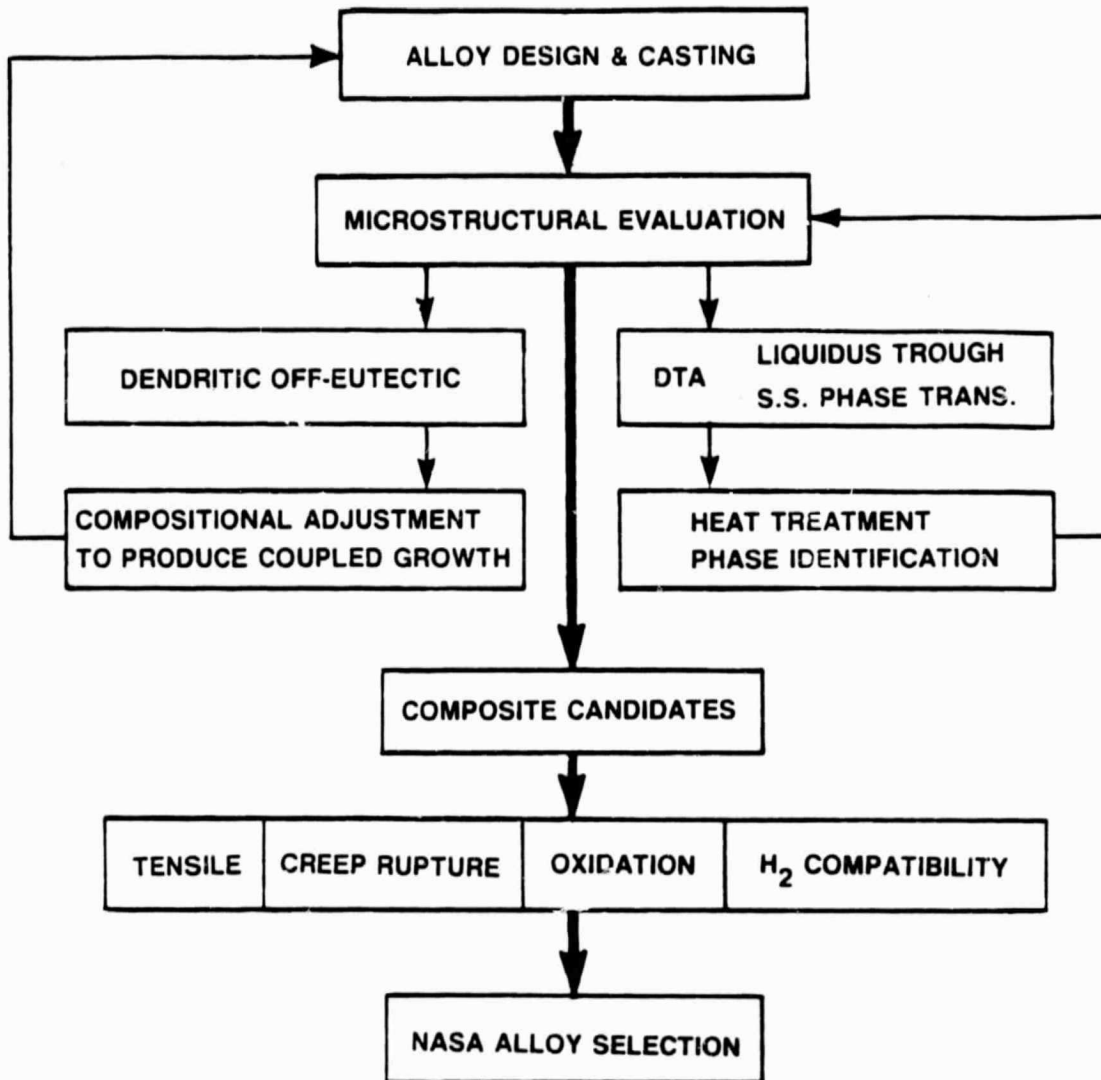 ALLOY DESIGN & CASTING
MICROSTRUCTURAL EVALUATION
DENDRITIC OFF-EUTECTIC
DTA
LIQUIDUS TROUGH
S.S. PHASE TRANS.
COMPOSITIONAL ADJUSTMENT
TO PRODUCE COUPLED GROWTH
HEAT TREATMENT
PHASE IDENTIFICATION
COMPOSITE CANDIDATES
TENSILE
CREEP RUPTURE
OXIDATION
H₂ COMPATIBILITY
NASA ALLOY SELECTION